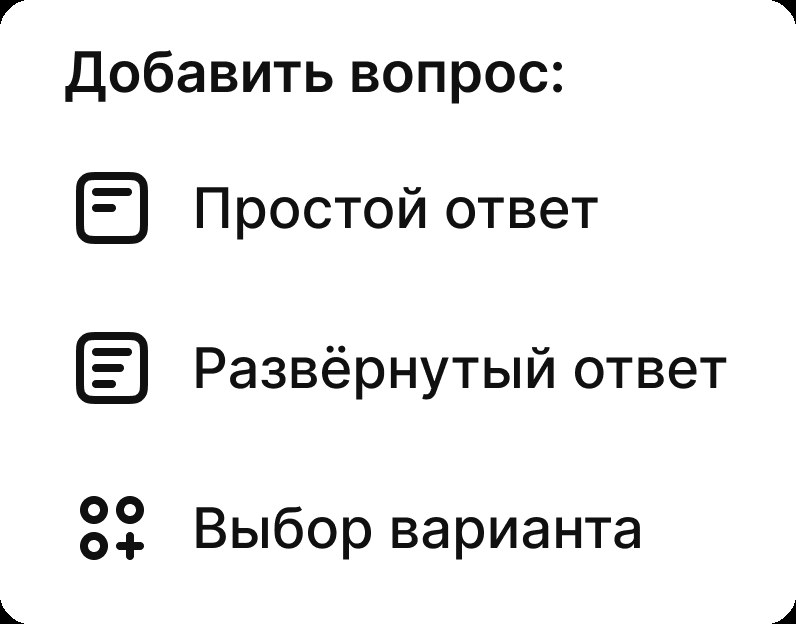 Добавить вопрос:
Простой ответ
Развёрнутый ответ
Выбор варианта